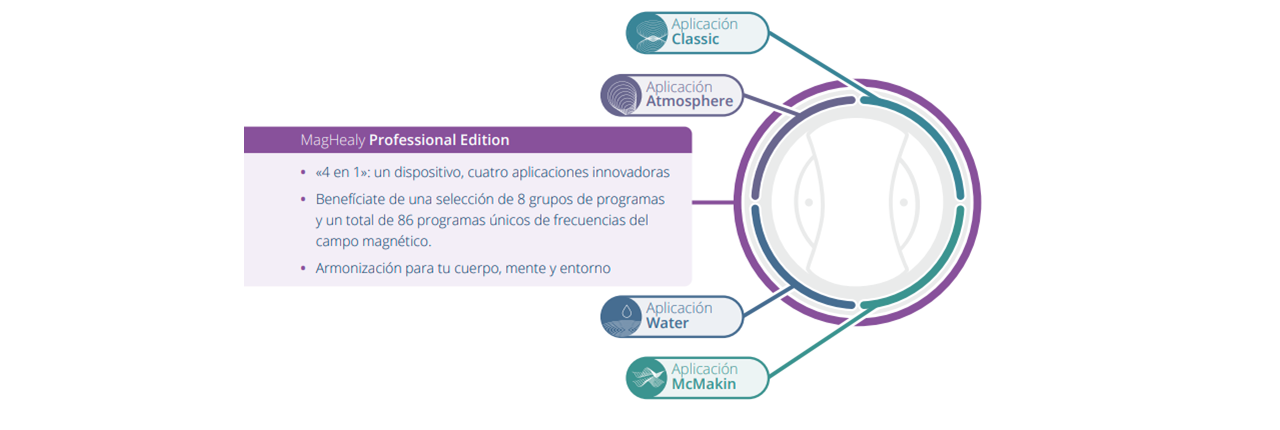 Aplicación
Classic
Aplicación
Atmosphere
MagHealy Professional Edition
• «4 en 1»: un dispositivo, cuatro aplicaciones innovadoras
• Benefíciate de una selección de 8 grupos de programas
y un total de 86 programas únicos de frecuencias del
campo magnético.
• Armonización para tu cuerpo, mente y entorno
Aplicación
Water
Aplicación
McMakin